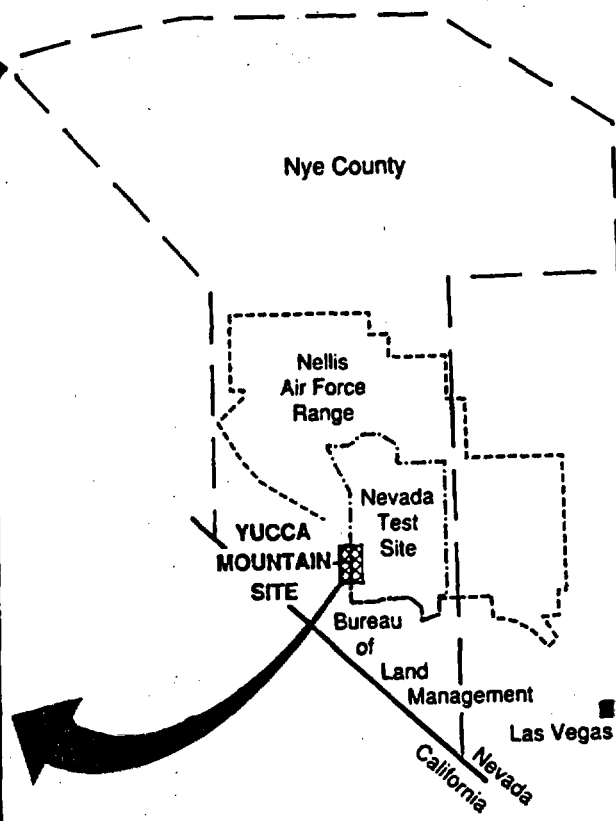 Nye County
Nellis
Air Force
Range
Nevada
Test
Site
YUCCA
MOUNTAIN
SITE
Bureau
of
Land
Management
Las Vegas
Nevada
California